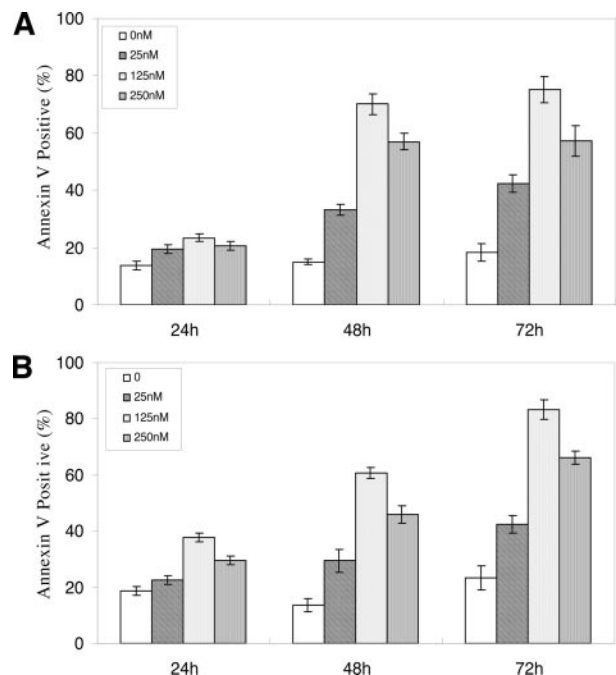 A
100
80
60
40
20
0
Annexin V Positive (%)
0nM
25nM
125nM
250nM
24h 48h 72h
B
100
80
60
40
20
0
Annexin V Posit ive (%)
0
25nM
125nM
250nM
24h 48h 72h